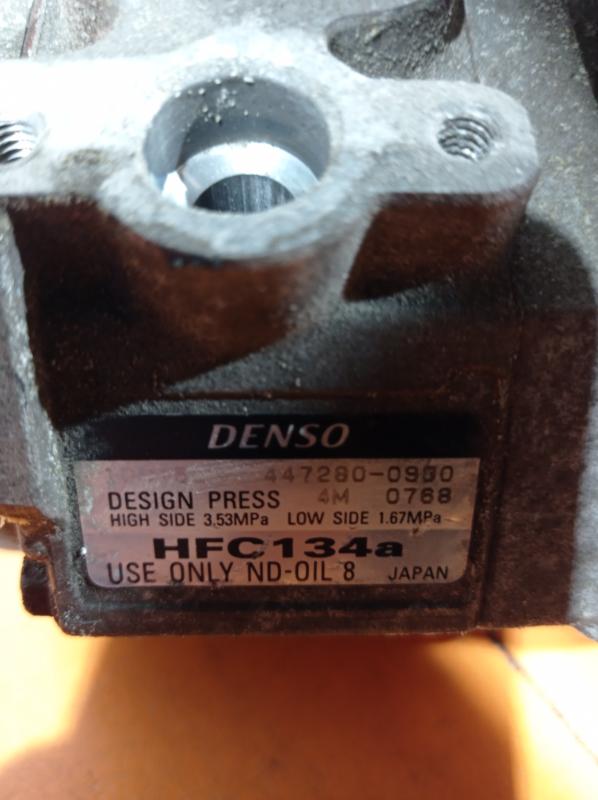 DENSO
447280-0900
DESIGN PRESS 4M 0768
HIGH SIDE 3.53MPa LOW SIDE 1.67MPa
HFC134a
USE ONLY ND-OIL 8 JAPAN